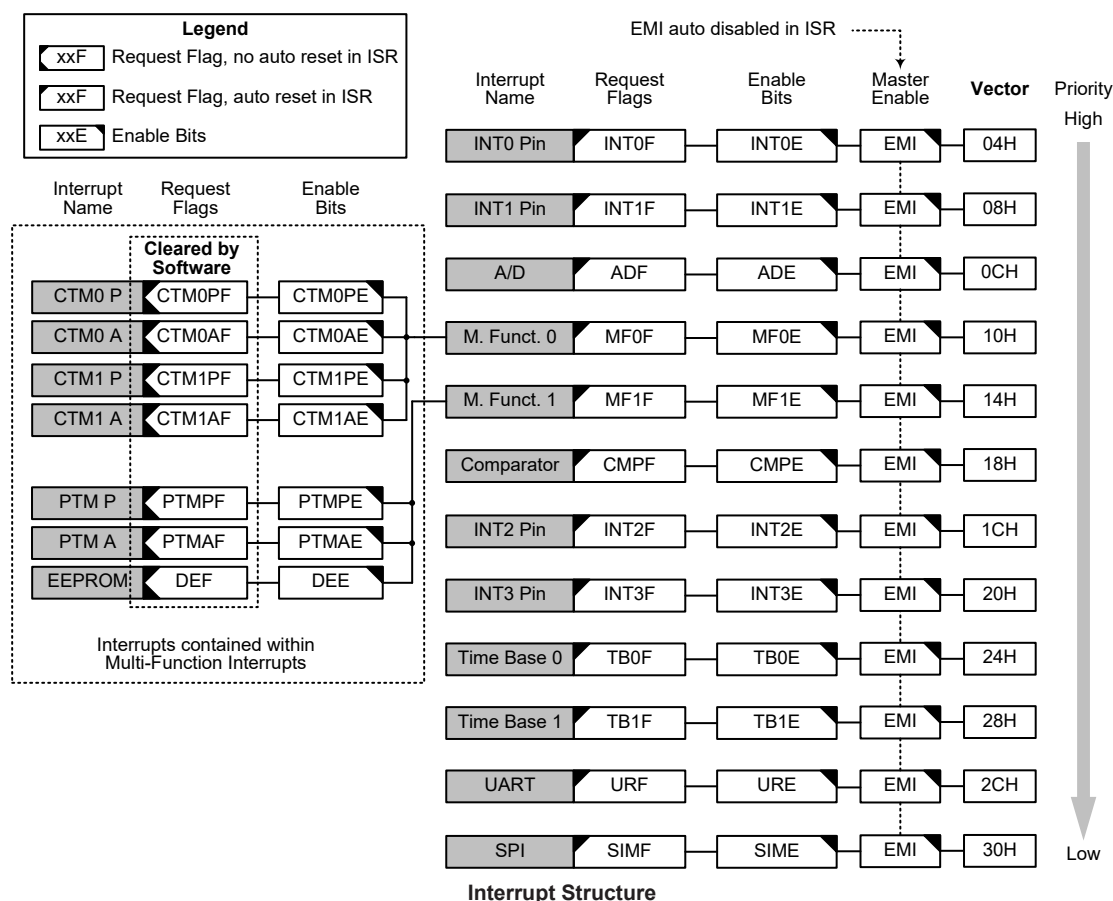 Legend
xxF Request Flag, no auto reset in ISR
xxF Request Flag, auto reset in ISR
xxE Enable Bits
EMI auto disabled in ISR
Interrupt Name Request Flags Enable Bits Master Enable Vector Priority
High
INT0 Pin INT0F INT0E EMI 04H
INT1 Pin INT1F INT1E EMI 08H
A/D ADF ADE EMI 0CH
M. Funct. 0 MF0F MF0E EMI 10H
M. Funct. 1 MF1F MF1E EMI 14H
Comparator CMPF CMPE EMI 18H
INT2 Pin INT2F INT2E EMI 1CH
INT3 Pin INT3F INT3E EMI 20H
Time Base 0 TB0F TB0E EMI 24H
Time Base 1 TB1F TB1E EMI 28H
UART URF URE EMI 2CH
SPI SIMF SIME EMI 30H
Low
Interrupt Name Request Flags Enable Bits
Cleared by
Software
CTM0 P CTM0PF CTM0PE
CTM0 A CTM0AF CTM0AE
CTM1 P CTM1PF CTM1PE
CTM1 A CTM1AF CTM1AE
PTM P PTMPF PTMPE
PTM A PTMAF PTMAE
EEPROM DEF DEE
Interrupts contained within
Multi-Function Interrupts
Interrupt Structure